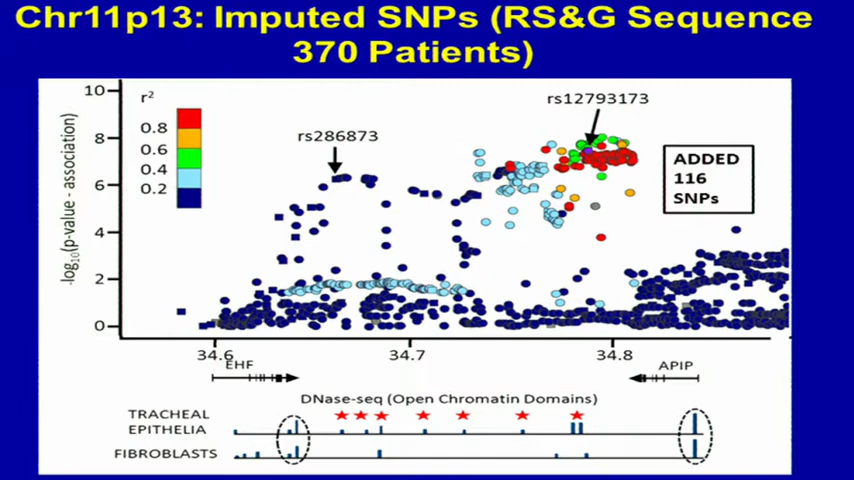 Chr11p13: Imputed SNPs (RS&G Sequence
370 Patients)
10
8
6
4
2
0
-log10(p-value - association)
r²
0.8
0.6
0.4
0.2
rs286873
rs12793173
ADDED
116
SNPs
34.6
34.7
34.8
EHF
APIP
DNase-seq (Open Chromatin Domains)
TRACHEAL
EPITHELIA
FIBROBLASTS